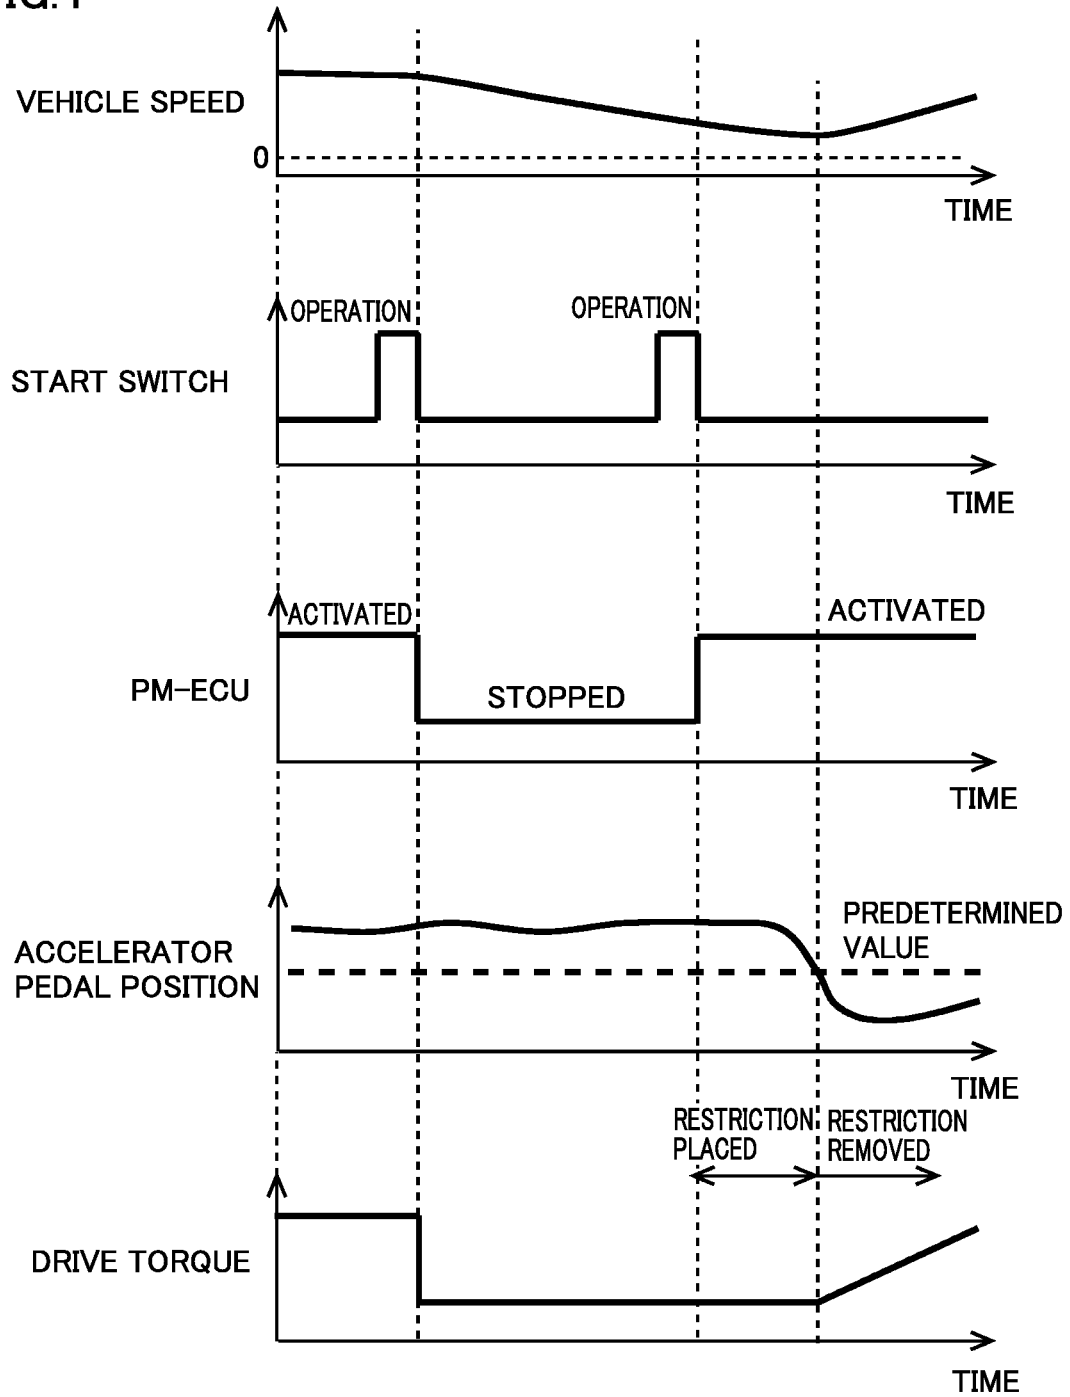 VEHICLE SPEED
0
TIME
OPERATION
OPERATION
START SWITCH
TIME
ACTIVATED
ACTIVATED
PM-ECU
STOPPED
TIME
PREDETERMINED
VALUE
ACCELERATOR
PEDAL POSITION
TIME
RESTRICTION
PLACED
RESTRICTION
REMOVED
DRIVE TORQUE
TIME